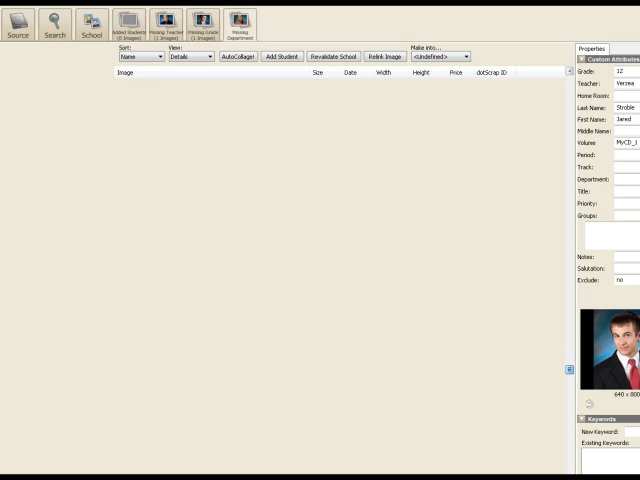 Source
Search
School
Added Students
(0 Images)
Missing Teacher
(1 Images)
Missing Grade
(1 Images)
Missing
Department
Sort:
View:
Make into...
Name
Details
AutoCollage!
Add Student
Revalidate School
Relink Image
<Undefined>
Image
Size
Date
Width
Height
Price
dotScrap ID
Properties
Custom Attributes
Grade: 12
Teacher: Verzea
Home Room:
Last Name: Stroble
First Name: Jared
Middle Name:
Volume MyCD_1
Period:
Track:
Department:
Title:
Priority:
Groups:
Notes:
Salutation:
Exclude: no
640 x 800
Keywords
New Keyword:
Existing Keywords: